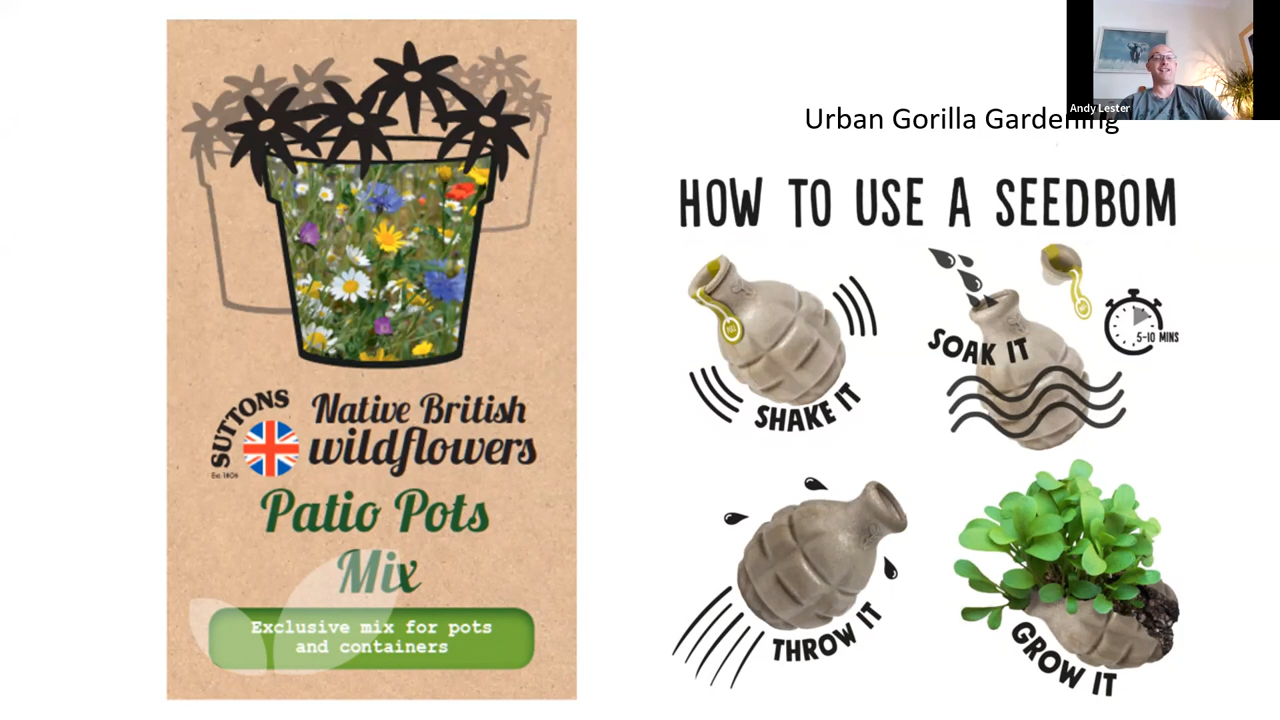 SUTTONS
Est. 1806
Native British
wildflowers
Patio Pots
Mix
Exclusive mix for pots
and containers
Andy Lester
Urban Gorilla Gardening
HOW TO USE A SEEDBOM
SHAKE IT
SOAK IT
5-10 MINS
THROW IT
GROW IT